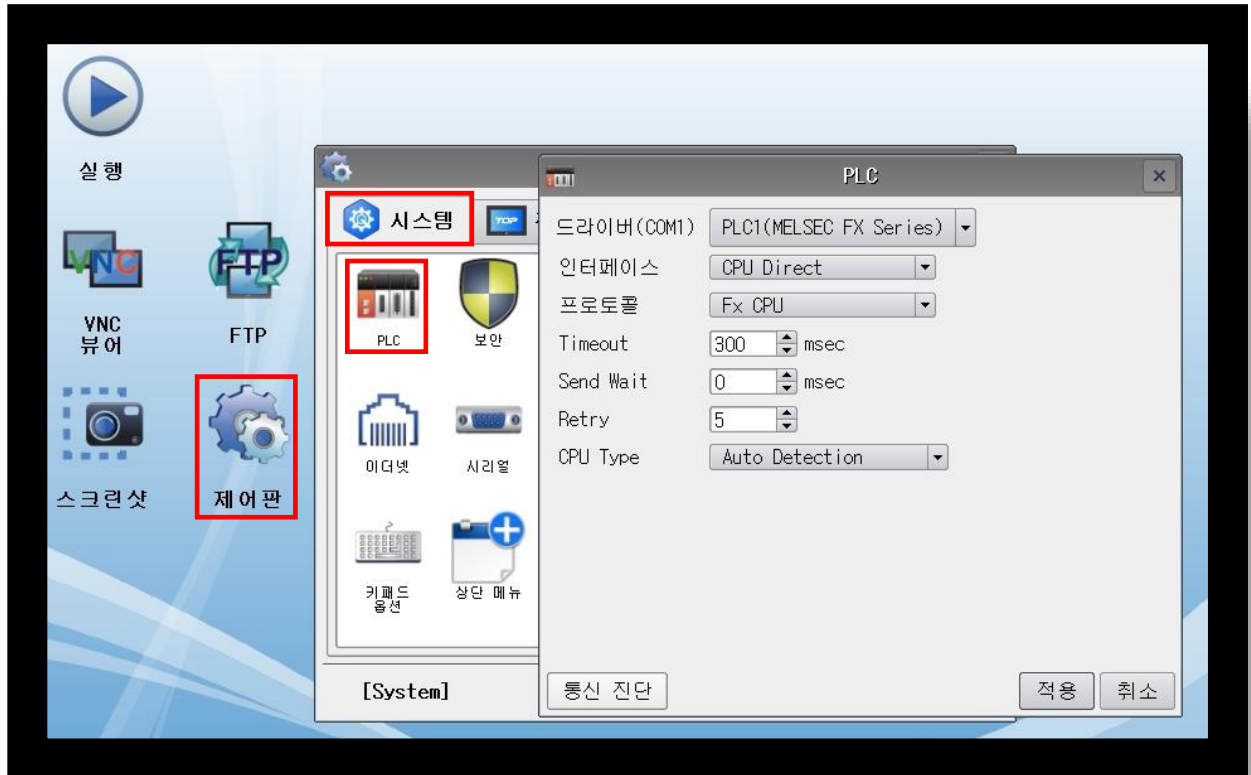 실행
VNC
VNC
뷰어
FTP
FTP
스크린샷
제어판
시스템
TOP
PLC
보안
이더넷
시리얼
키패드
옵션
상단 메뉴
[System]
PLC
드라이버(COM1) PLC1(MELSEC FX Series)
인터페이스 CPU Direct
프로토콜 Fx CPU
Timeout 300 msec
Send Wait 0 msec
Retry 5
CPU Type Auto Detection
통신 진단
적용
취소